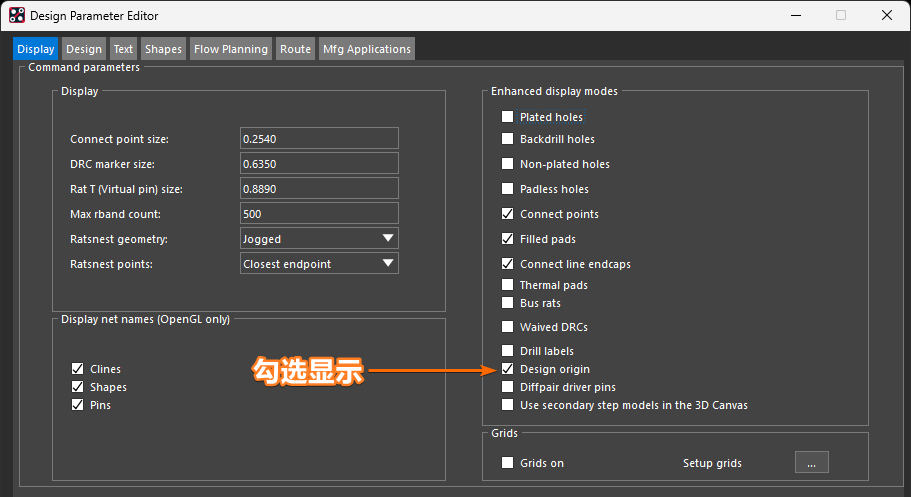 Design Parameter Editor
Display Design Text Shapes Flow Planning Route Mfg Applications
Command parameters
Display
Connect point size: 0.2540
DRC marker size: 0.6350
Rat T (Virtual pin) size: 0.8890
Max rband count: 500
Ratsnest geometry: Jogged
Ratsnest points: Closest endpoint
Display net names (OpenGL only)
Clines
Shapes
Pins
勾选显示
Enhanced display modes
Plated holes
Backdrill holes
Non-plated holes
Padless holes
Connect points
Filled pads
Connect line endcaps
Thermal pads
Bus rats
Waived DRCs
Drill labels
Design origin
Diffpair driver pins
Use secondary step models in the 3D Canvas
Grids
Grids on Setup grids ...